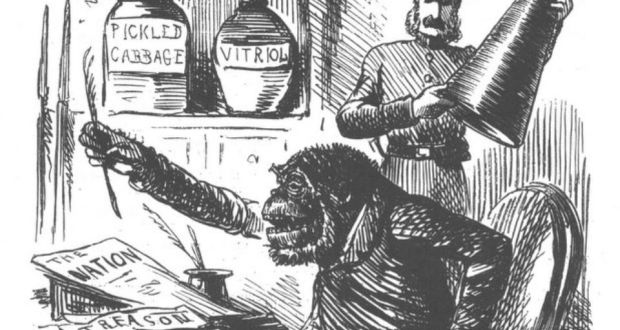 PICKLED
CABBAGE
VITRIOL
THE
NATION
TREASON